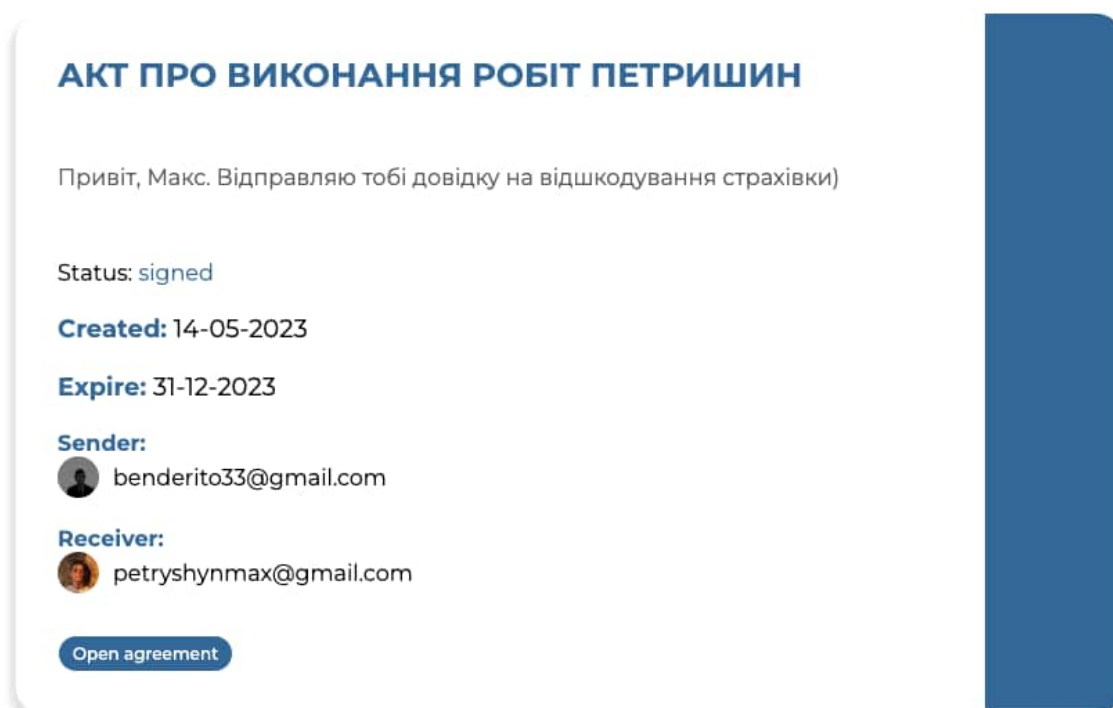 АКТ ПРО ВИКОНАННЯ РОБІТ ПЕТРИШИН
Привіт, Макс. Відправляю тобі довідку на відшкодування страхівки)
Status: signed
Created: 14-05-2023
Expire: 31-12-2023
Sender:
benderito33@gmail.com
Receiver:
petryshynmax@gmail.com
Open agreement